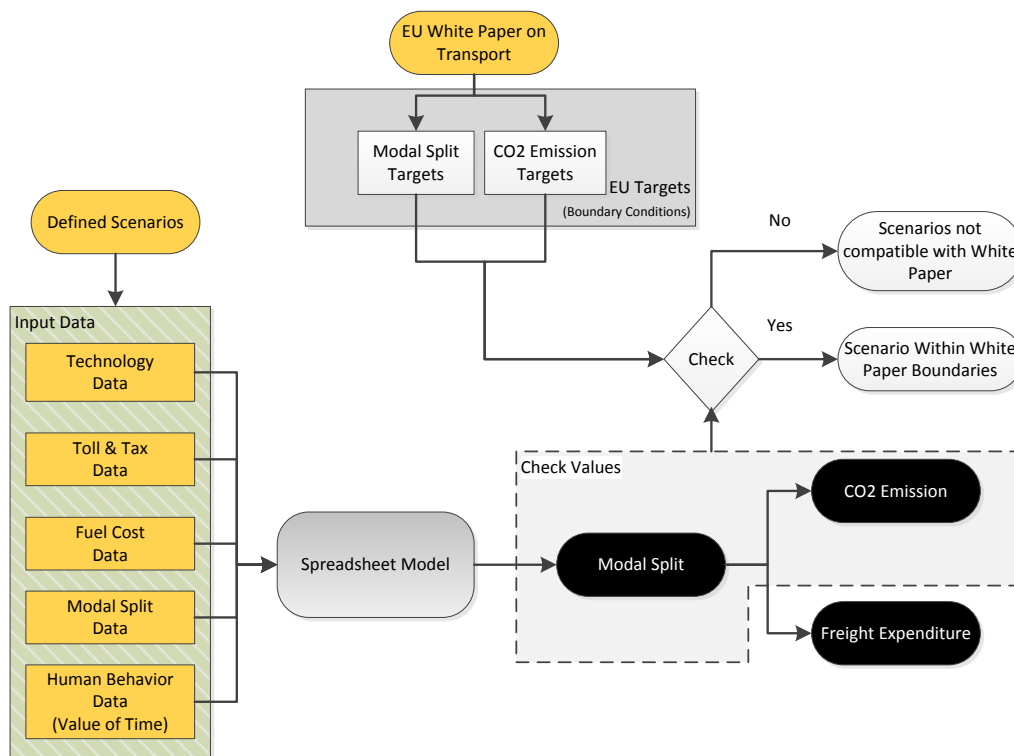 EU White Paper on
Transport
Modal Split
Targets
CO2 Emission
Targets
EU Targets
(Boundary Conditions)
Defined Scenarios
No
Scenarios not
compatible with White
Paper
Input Data
Technology
Data
Check
Yes
Scenario Within White
Paper Boundaries
Toll & Tax
Data
Check Values
CO2 Emission
Fuel Cost
Data
Spreadsheet Model
Modal Split
Modal Split
Data
Freight Expenditure
Human Behavior
Data
(Value of Time)